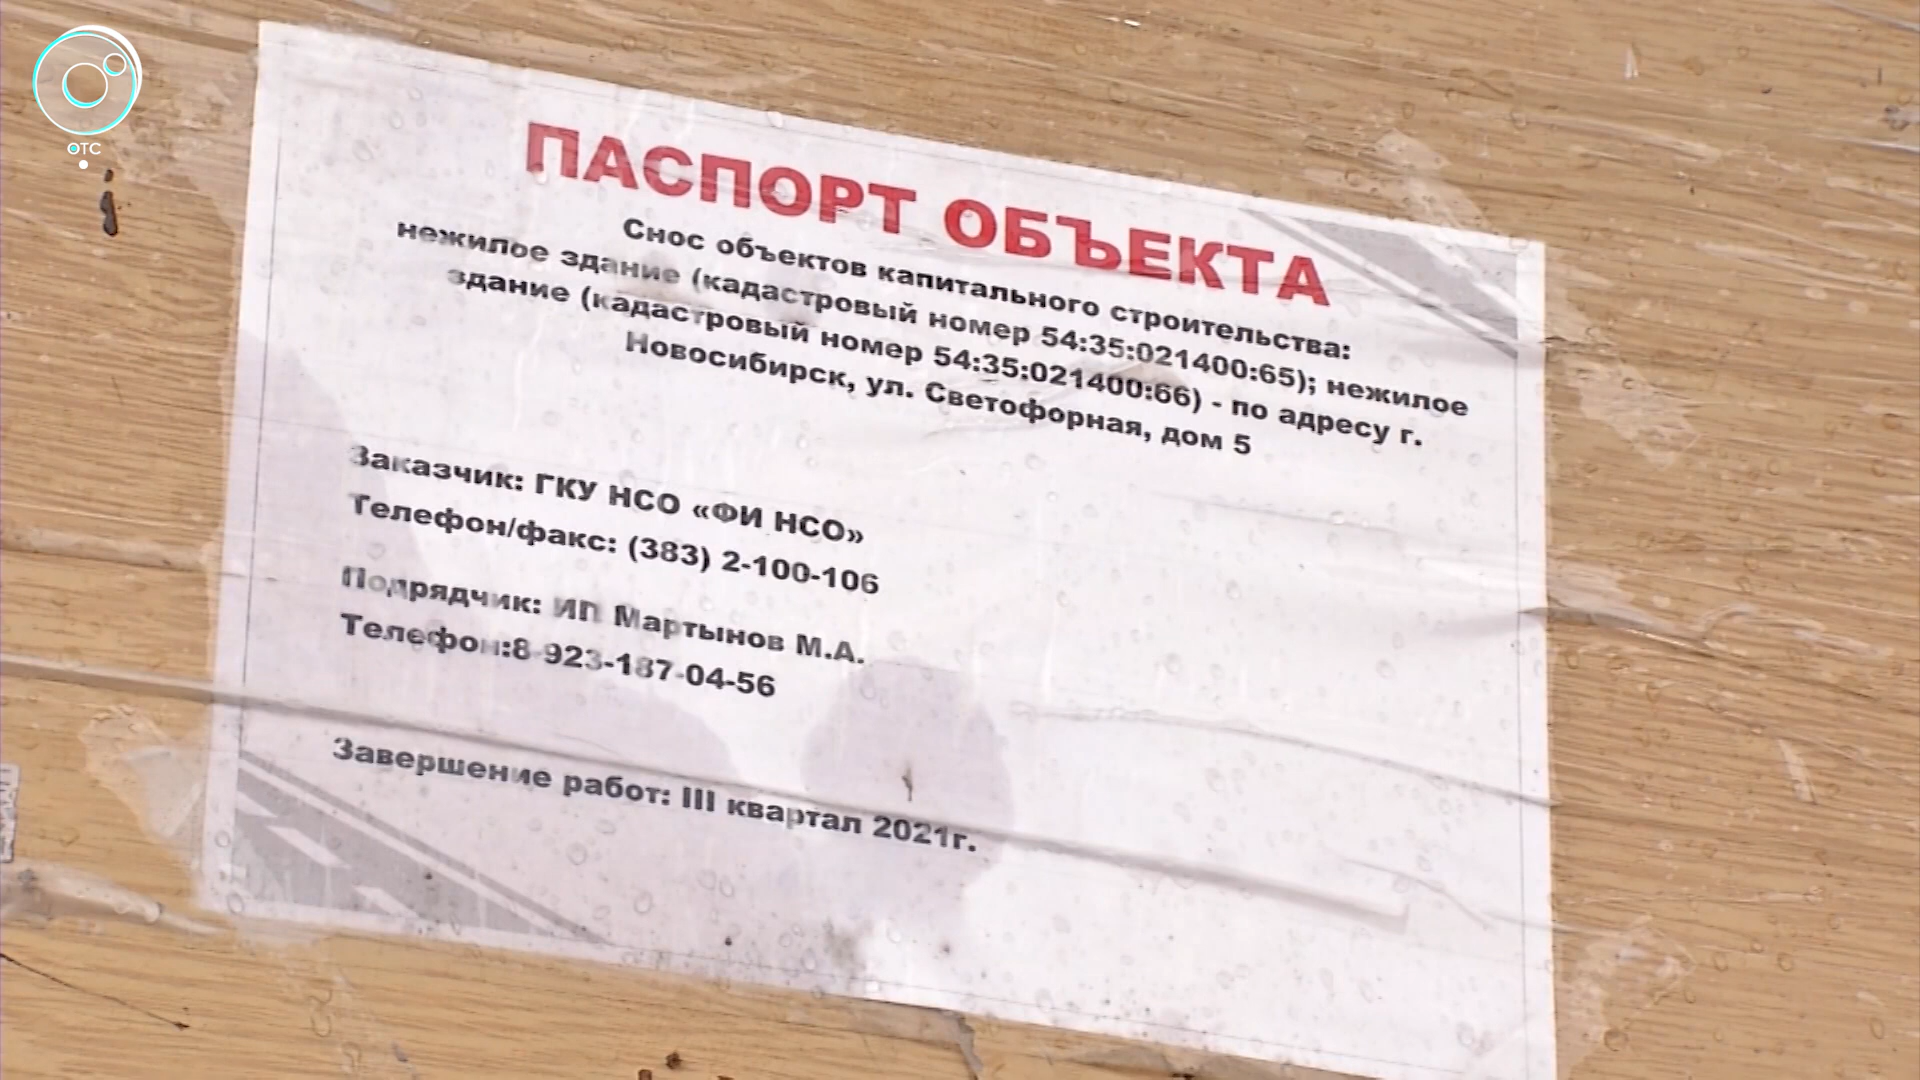 ОТС
ПАСПОРТ ОБЪЕКТА
Снос объектов капитального строительства:
нежилое здание (кадастровый номер 54:35:021400:65); нежилое
здание (кадастровый номер 54:35:021400:66) - по адресу г.
Новосибирск, ул. Светофорная, дом 5
Заказчик: ГКУ НСО «ФИ НСО»
Телефон/факс: (383) 2-100-106
Подрядчик: ИП Мартынов М.А.
Телефон:8-923-187-04-56
Завершение работ: III квартал 2021г.